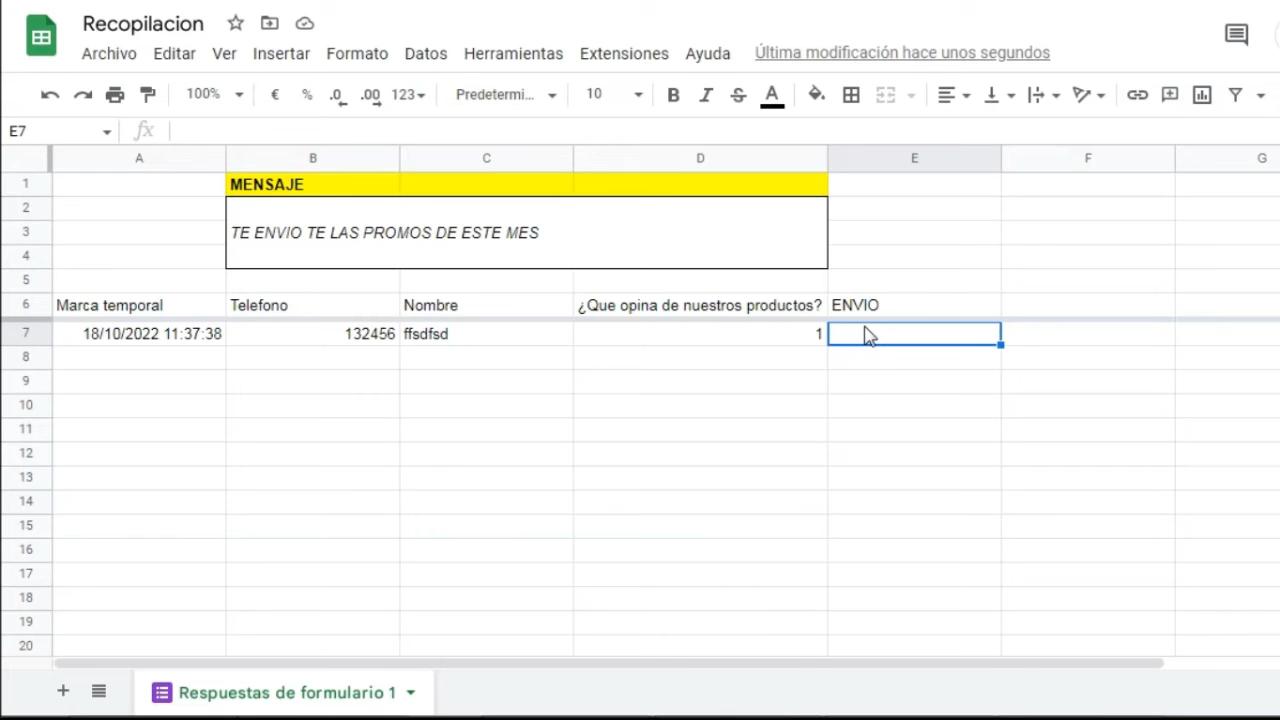 Recopilacion
Archivo Editar Ver Insertar Formato Datos Herramientas Extensiones Ayuda Última modificación hace unos segundos
100% € % .0 .00 123 Predetermi... 10 B I S A
E7 fx
A B C D E F G
1 MENSAJE
2
3 TE ENVIO TE LAS PROMOS DE ESTE MES
4
5
6 Marca temporal Telefono Nombre ¿Que opina de nuestros productos? ENVIO
7 18/10/2022 11:37:38 132456 ffsdfsd 1
8
9
10
11
12
13
14
15
16
17
18
19
20
+ Respuestas de formulario 1